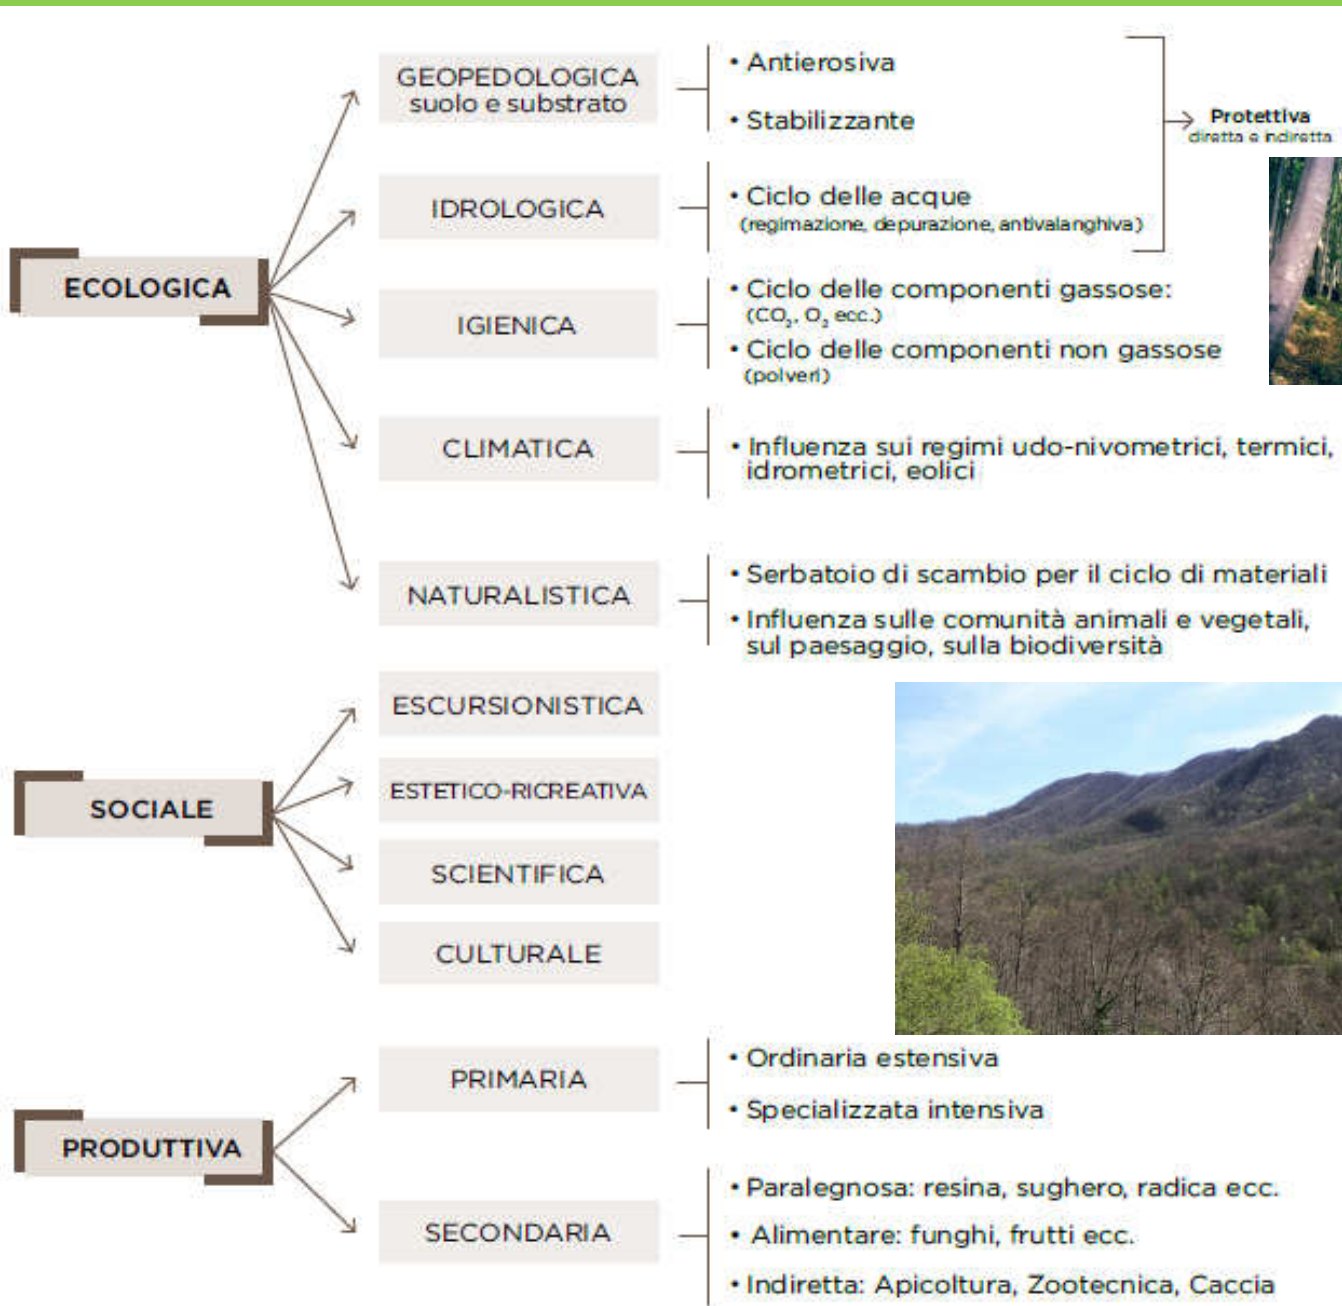 GEOPEDOLOGICA
suolo e substrato
• Antierosiva
• Stabilizzante
Protettiva
diretta e indiretta
IDROLOGICA
• Ciclo delle acque
(regimazione, depurazione, antivalanghiva)
ECOLOGICA
IGIENICA
• Ciclo delle componenti gassose:
(CO₂, O₂ ecc.)
• Ciclo delle componenti non gassose
(polveri)
CLIMATICA
• Influenza sui regimi udo-nivometrici, termici,
idrometrici, eolici
NATURALISTICA
• Serbatoio di scambio per il ciclo di materiali
• Influenza sulle comunità animali e vegetali,
sul paesaggio, sulla biodiversità
SOCIALE
ESCURSIONISTICA
ESTETICO-RICREATIVA
SCIENTIFICA
CULTURALE
PRODUTTIVA
PRIMARIA
• Ordinaria estensiva
• Specializzata intensiva
SECONDARIA
• Paralegnosa: resina, sughero, radica ecc.
• Alimentare: funghi, frutti ecc.
• Indiretta: Apicoltura, Zootecnica, Caccia